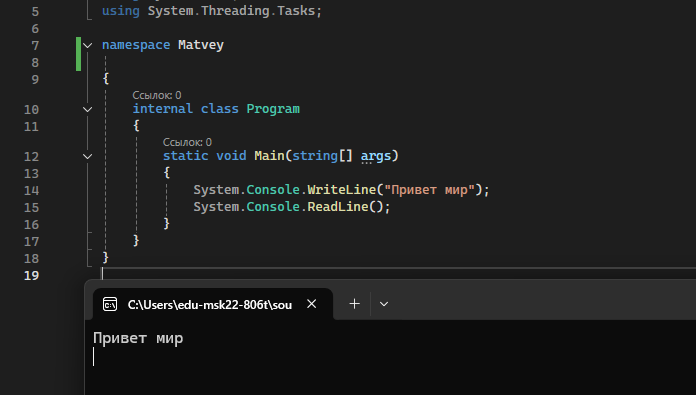 5 using System.Threading.Tasks;
6
7 namespace Matvey
8
9 {
Ссылок: 0
10 internal class Program
11 {
Ссылок: 0
12 static void Main(string[] args)
13 {
14 System.Console.WriteLine("Привет мир");
15 System.Console.ReadLine();
16 }
17 }
18 }
19
C:\Users\edu-msk22-806t\sou
Привет мир